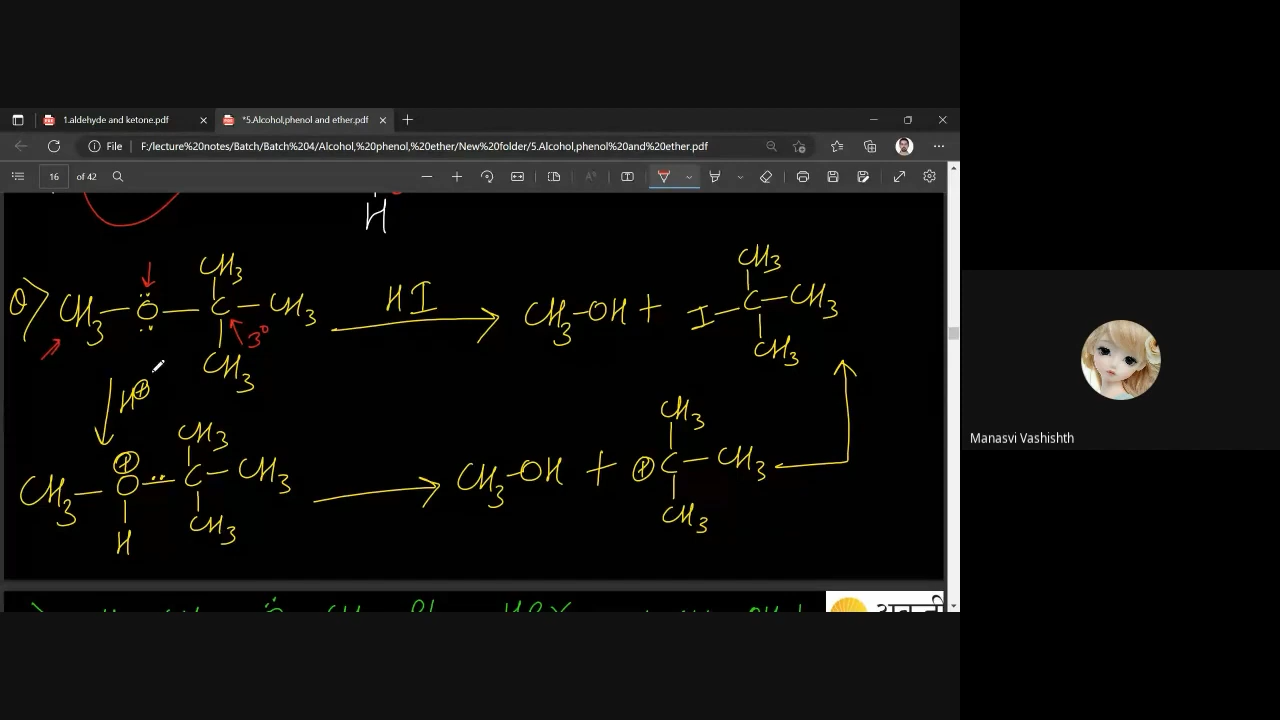 1.aldehyde and ketone.pdf
*5.Alcohol,phenol and ether.pdf
File
F:/lecture%20notes/Batch/Batch%204/Alcohol,%20phenol,%20ether/New%20folder/5.Alcohol,phenol%20and%20ether.pdf
16 of 42
H
CH3 CH3
Q> CH3—O—C—CH3 HI CH3—OH + I—C—CH3
3°
CH3 CH3
H⊕
CH3 CH3
⊕
CH3—O—C—CH3 CH3—OH + ⊕C—CH3
CH3 CH3
H
Manasvi Vashishth